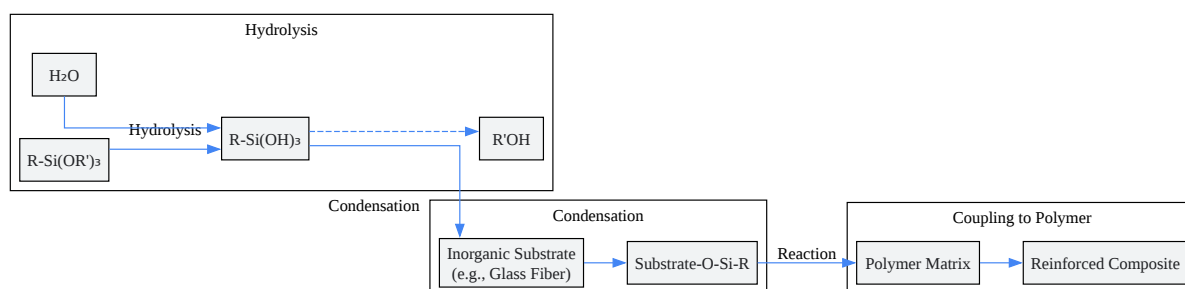 Hydrolysis
H₂O
Hydrolysis
R-Si(OR')₃
R-Si(OH)₃
R'OH
Condensation
Condensation
Inorganic Substrate
(e.g., Glass Fiber)
Substrate-O-Si-R
Reaction
Coupling to Polymer
Polymer Matrix
Reinforced Composite